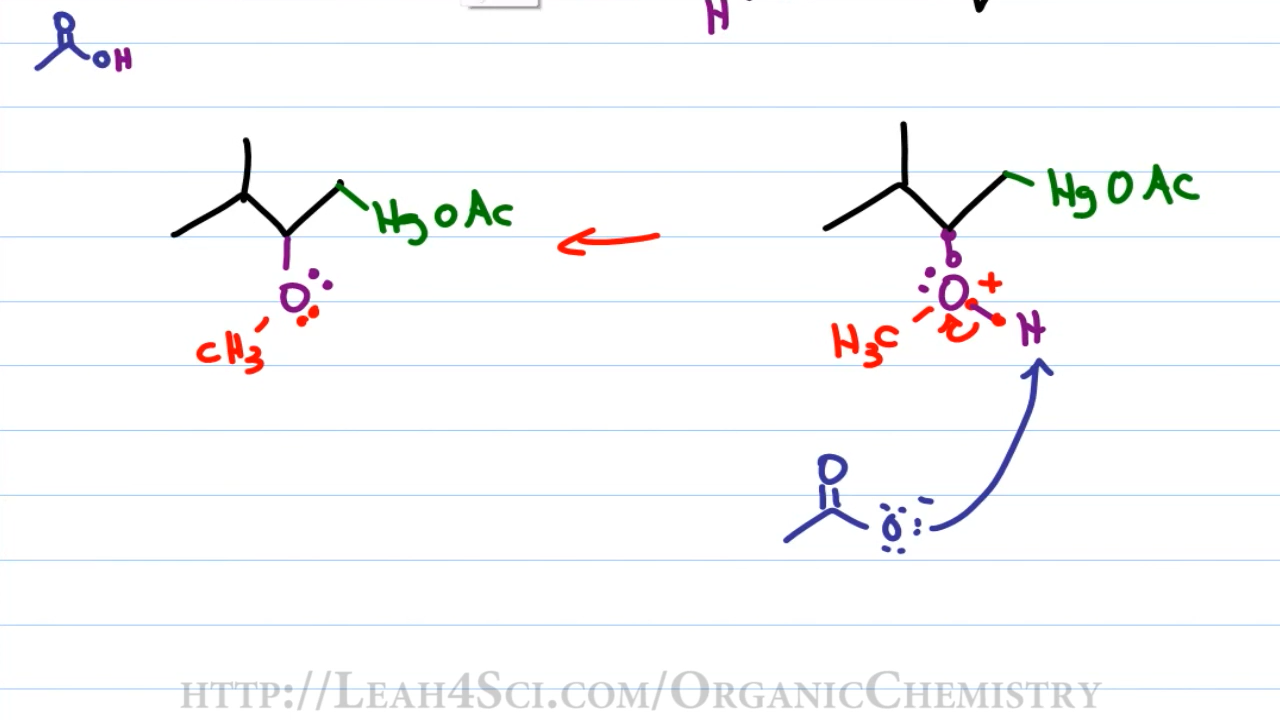 H
O
OH
HgOAc
HgOAc
O
O +
CH3
H3C
H
O
O -
HTTP://LEAH4SCI.COM/ORGANICCHEMISTRY